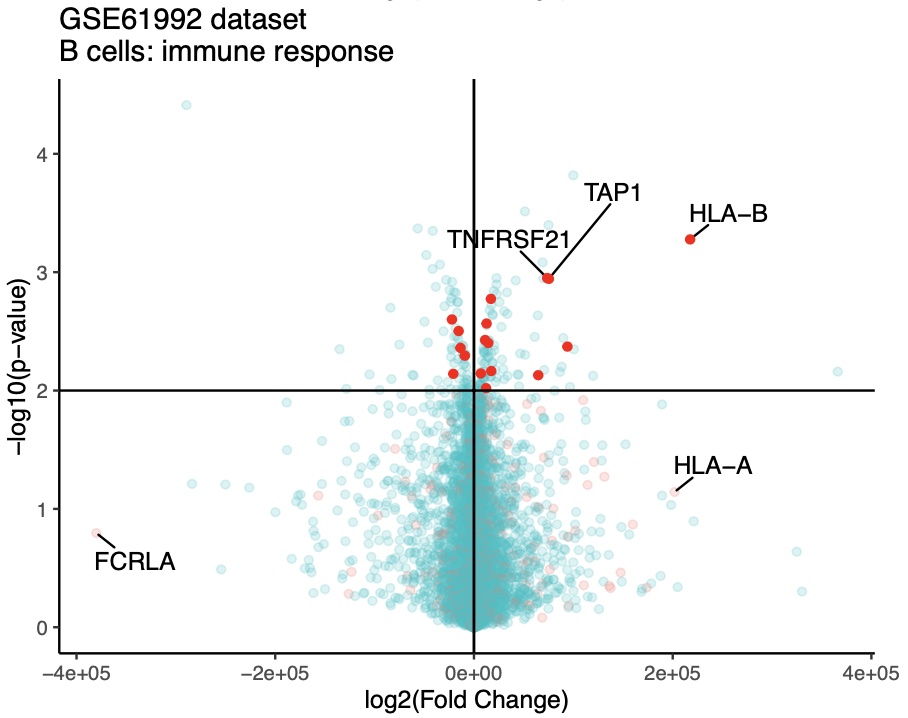 GSE61992 dataset
B cells: immune response
4
3
2
1
0
−log10(p−value)
TAP1
HLA−B
TNFRSF21
HLA−A
FCRLA
−4e+05
−2e+05
0e+00
2e+05
4e+05
log2(Fold Change)